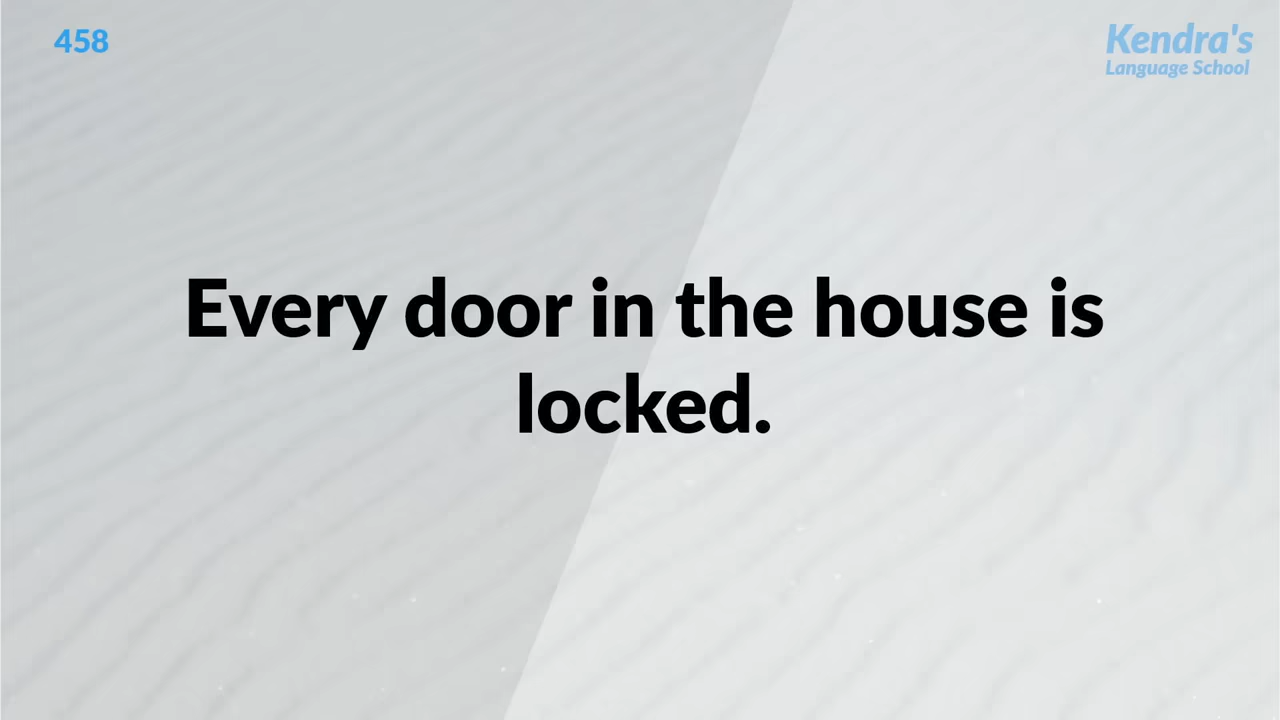 458
Kendra's
Language School
Every door in the house is
locked.